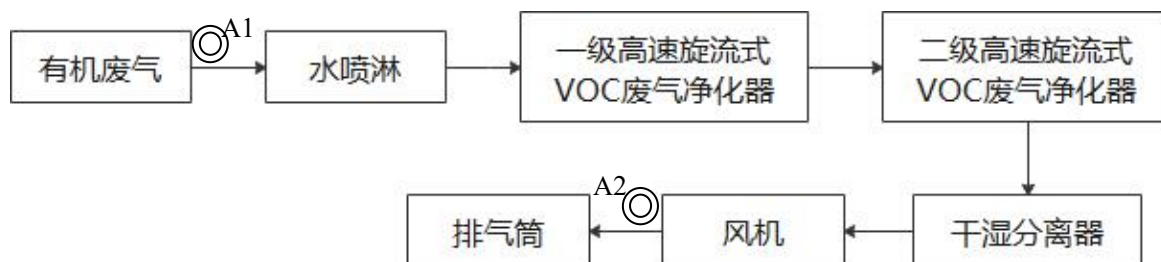 A1
有机废气
水喷淋
一级高速旋流式
VOC废气净化器
二级高速旋流式
VOC废气净化器
A2
排气筒
风机
干湿分离器